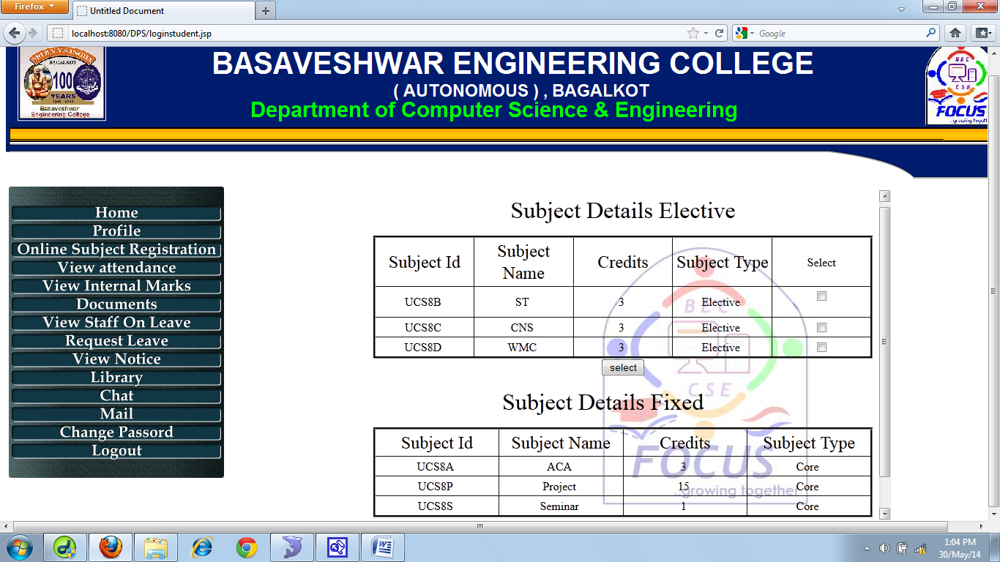 Firefox
Untitled Document
localhost:8080/DPS/loginstudent.jsp
Google
SRI B.V.V.SANGHA
BAGALKOT
100
YEARS
Basaveshwar
Engineering College
BASAVESHWAR ENGINEERING COLLEGE
( AUTONOMOUS ) , BAGALKOT
Department of Computer Science & Engineering
BEC
CSE
FOCUS
Home
Profile
Online Subject Registration
View attendance
View Internal Marks
Documents
View Staff On Leave
Request Leave
View Notice
Library
Chat
Mail
Change Passord
Logout
Subject Details Elective
Subject Id Subject Name Credits Subject Type Select
UCS8B ST 3 Elective
UCS8C CNS 3 Elective
UCS8D WMC 3 Elective
select
Subject Details Fixed
Subject Id Subject Name Credits Subject Type
UCS8A ACA 3 Core
UCS8P Project 15 Core
UCS8S Seminar 1 Core
BEC
CSE
FOCUS
..growing together
1:04 PM
30/May/14